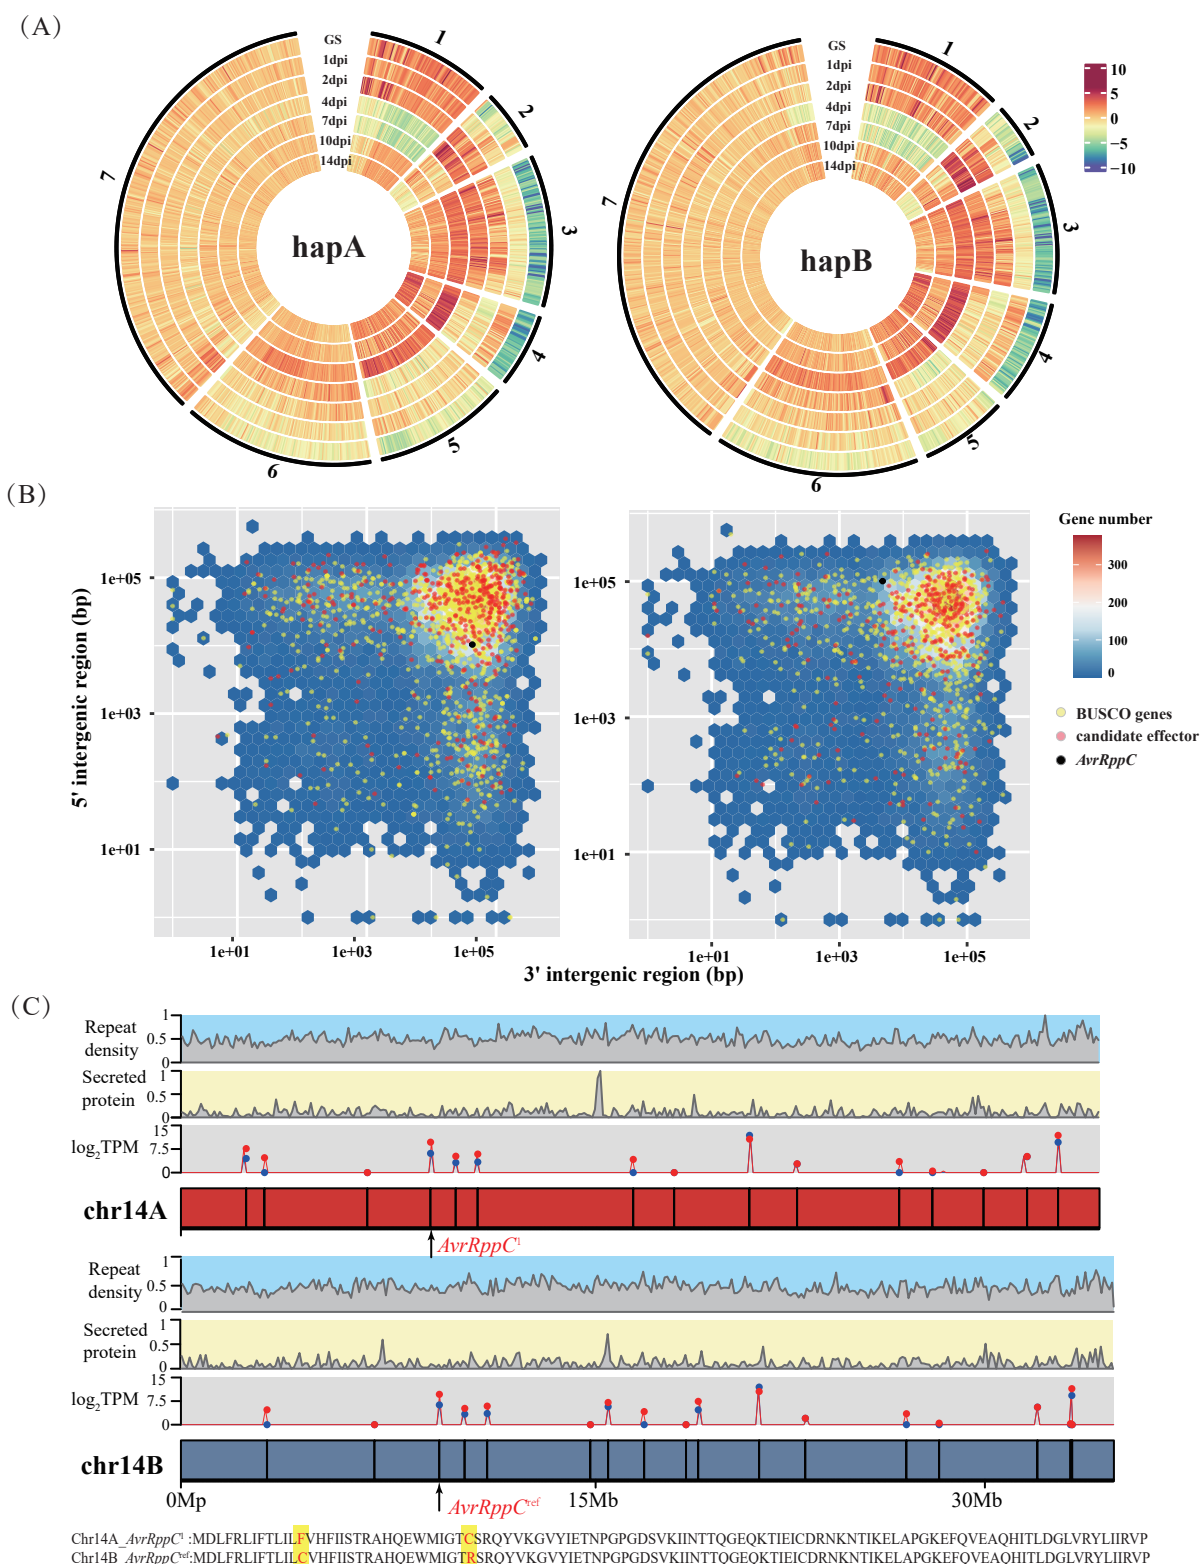 (A)
GS
1dpi
2dpi
4dpi
7dpi
10dpi
14dpi
1
2
3
4
5
6
7
hapA
GS
1dpi
2dpi
4dpi
7dpi
10dpi
14dpi
1
2
3
4
5
6
7
hapB
10
5
0
−5
−10
(B)
5' intergenic region (bp)
1e+05
1e+03
1e+01
1e+01
1e+03
1e+05
1e+05
1e+03
1e+01
1e+01
1e+03
1e+05
3' intergenic region (bp)
Gene number
300
200
100
0
BUSCO genes
candidate effector
AvrRppC
(C)
Repeat density
1
0.5
0
Secreted protein
1
0.5
0
log2TPM
15
7.5
0
chr14A
AvrRppC1
Repeat density
1
0.5
0
Secreted protein
1
0.5
0
log2TPM
15
7.5
0
chr14B
AvrRppCref
0Mp
15Mb
30Mb
Chr14A_AvrRppC1:MDLFRLIFTLILFVHFIISTRAHQEWMIGTCSRQYVKGVYIETNPGPGDSVKIINTTQGEQKTIEICDRNKNTIKELAPGKEFQVEAQHITLDGLVRYLIIRVP
Chr14B_AvrRppCref:MDLFRLIFTLILCVHFIISTRAHQEWMIGTRSRQYVKGVYIETNPGPGDSVKIINTTQGEQKTIEICDRNKNTIKELAPGKEFQVEAQHITLDGLVRYLIIRVP